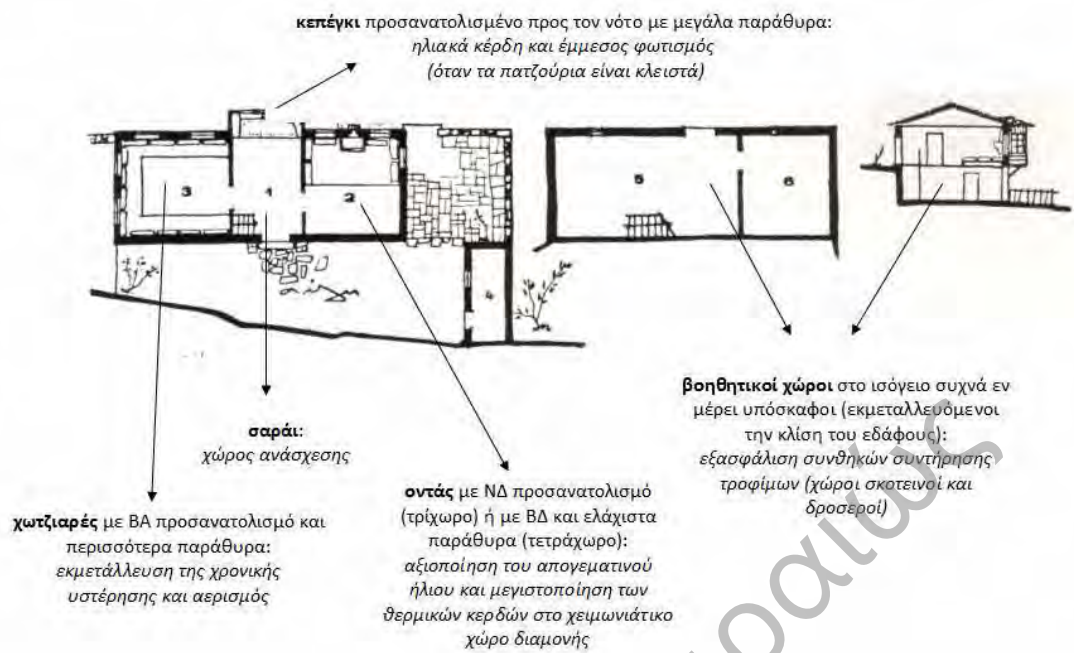 κεπέγκι προσανατολισμένο προς τον νότο με μεγάλα παράθυρα:
ηλιακά κέρδη και έμμεσος φωτισμός
(όταν τα πατζούρια είναι κλειστά)
3
1
2
4
5
6
σαράι:
χώρος ανάσχεσης
χωτζιαρές με ΒΑ προσανατολισμό και
περισσότερα παράθυρα:
εκμετάλλευση της χρονικής
υστέρησης και αερισμός
οντάς με ΝΔ προσανατολισμό
(τρίχωρο) ή με ΒΔ και ελάχιστα
παράθυρα (τετράχωρο):
αξιοποίηση του απογεματινού
ήλιου και μεγιστοποίηση των
θερμικών κερδών στο χειμωνιάτικο
χώρο διαμονής
βοηθητικοί χώροι στο ισόγειο συχνά εν
μέρει υπόσκαφοι (εκμεταλλευόμενοι
την κλίση του εδάφους):
εξασφάλιση συνθηκών συντήρησης
τροφίμων (χώροι σκοτεινοί και
δροσεροί)